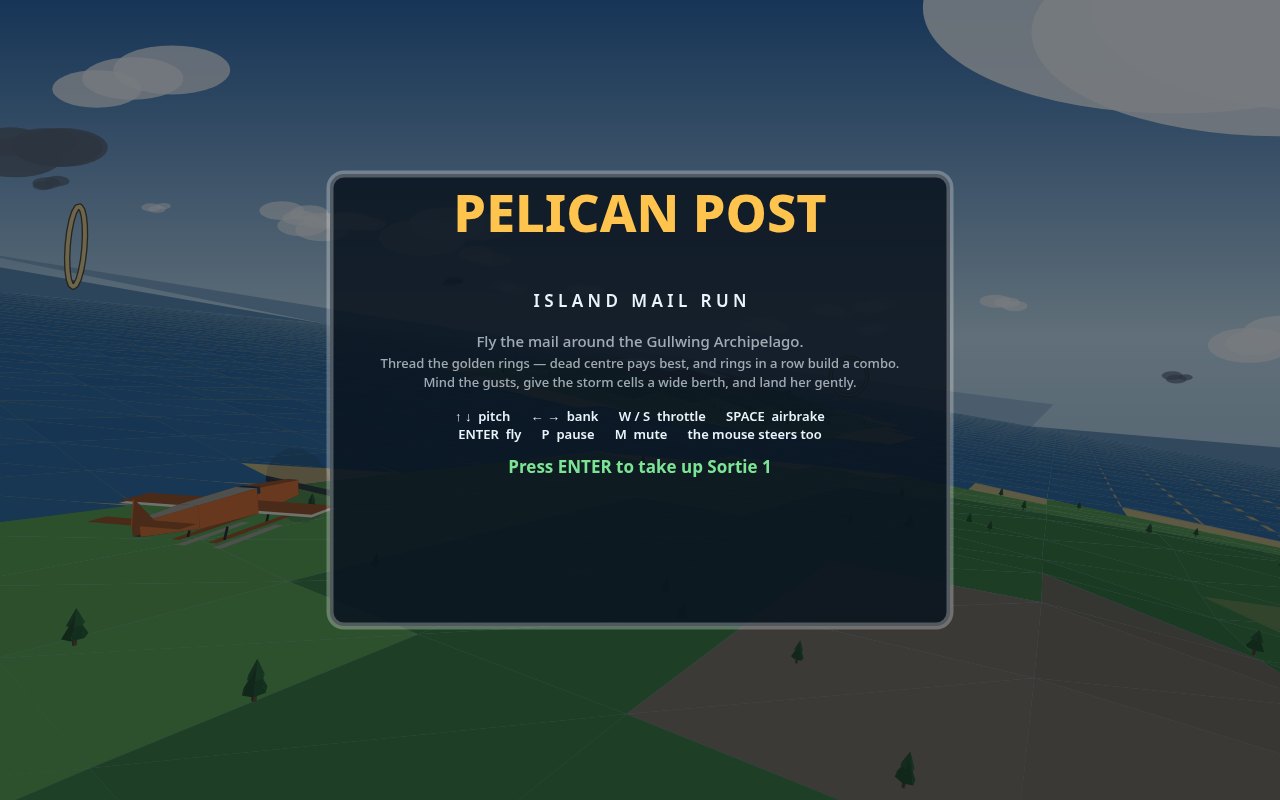 PELICAN POST
ISLAND MAIL RUN
Fly the mail around the Gullwing Archipelago.
Thread the golden rings — dead centre pays best, and rings in a row build a combo.
Mind the gusts, give the storm cells a wide berth, and land her gently.
↑ ↓ pitch ← → bank W / S throttle SPACE airbrake
ENTER fly P pause M mute the mouse steers too
Press ENTER to take up Sortie 1